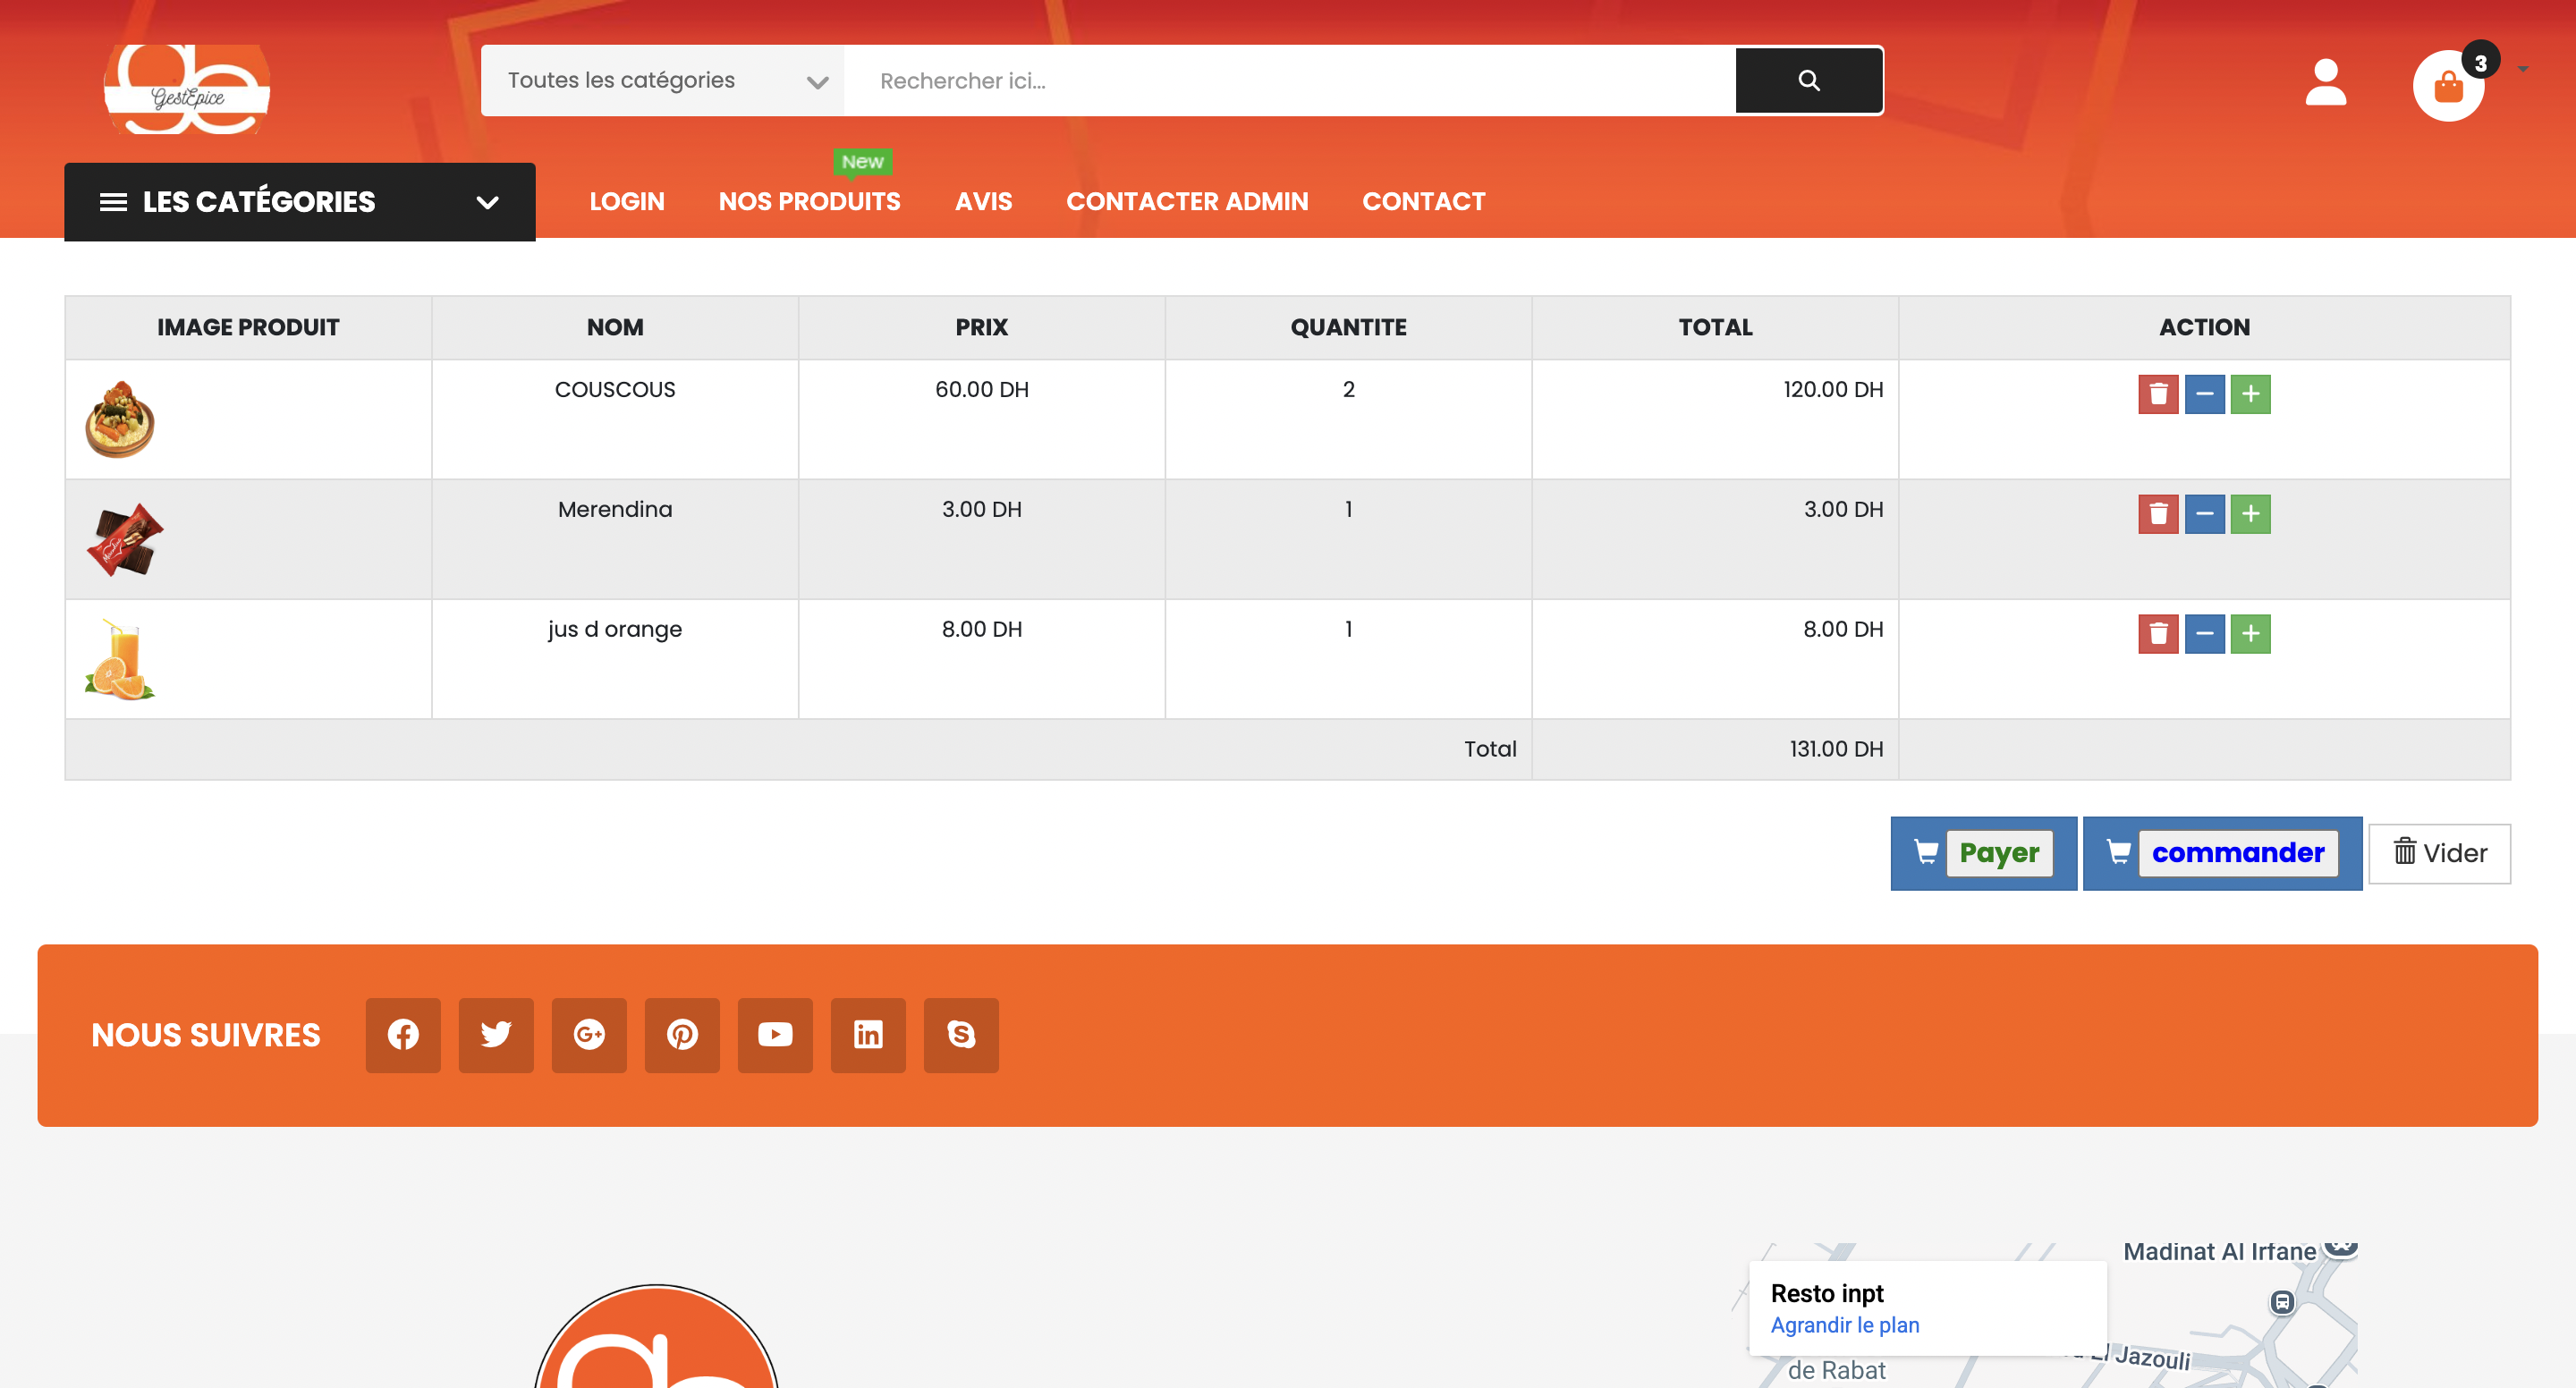 GestEpice
Toutes les catégories
Rechercher ici...
3
New
LES CATÉGORIES
LOGIN
NOS PRODUITS
AVIS
CONTACTER ADMIN
CONTACT
IMAGE PRODUIT NOM PRIX QUANTITE TOTAL ACTION
COUSCOUS 60.00 DH 2 120.00 DH
Merendina 3.00 DH 1 3.00 DH
jus d orange 8.00 DH 1 8.00 DH
Total 131.00 DH
Payer
commander
Vider
NOUS SUIVRES
Madinat Al Irfane
Resto inpt
Agrandir le plan
El Jazouli
de Rabat